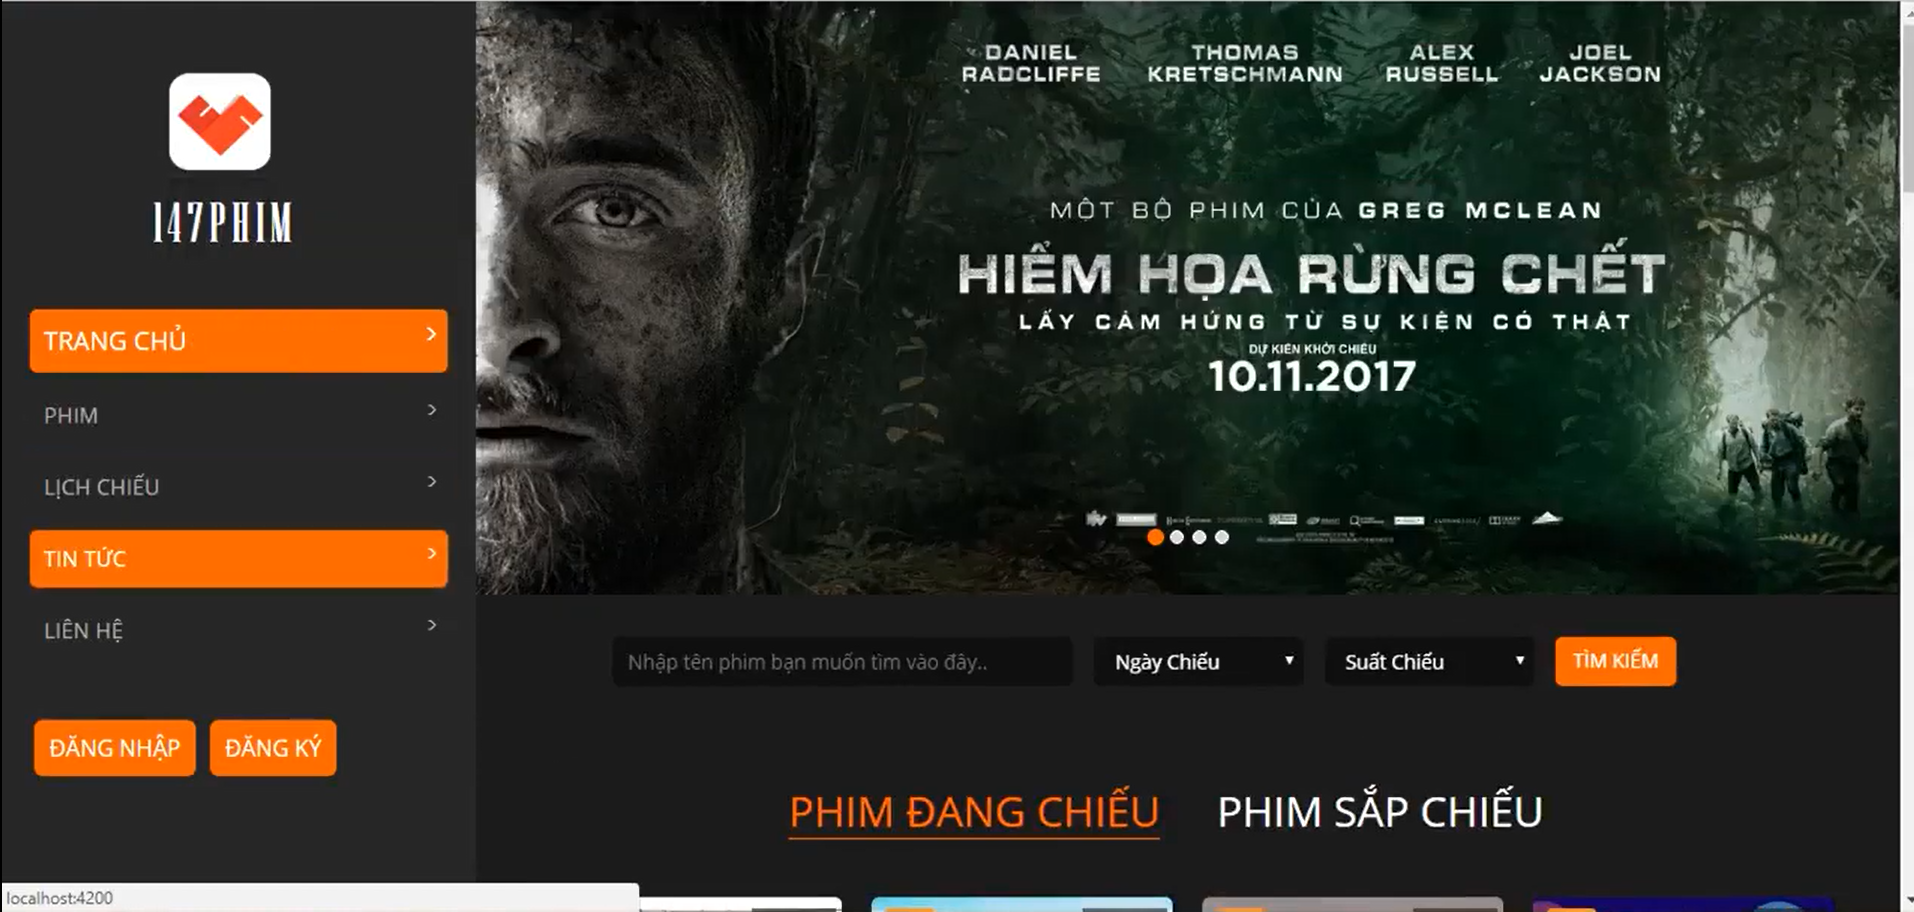 147PHIM
TRANG CHỦ
PHIM
LỊCH CHIẾU
TIN TỨC
LIÊN HỆ
ĐĂNG NHẬP ĐĂNG KÝ
DANIEL RADCLIFFE
THOMAS KRETSCHMANN
ALEX RUSSELL
JOEL JACKSON
MỘT BỘ PHIM CỦA GREG MCLEAN
HIỂM HỌA RỪNG CHẾT
LẤY CẢM HỨNG TỪ SỰ KIỆN CÓ THẬT
DỰ KIẾN KHỞI CHIẾU
10.11.2017
Nhập tên phim bạn muốn tìm vào đây.. Ngày Chiếu Suất Chiếu TÌM KIẾM
PHIM ĐANG CHIẾU PHIM SẮP CHIẾU
localhost:4200